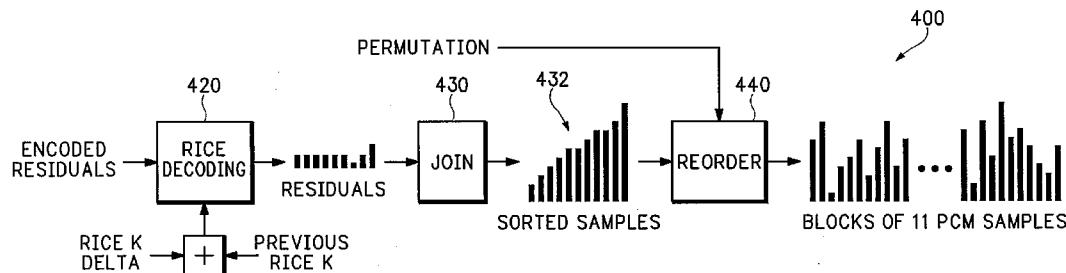 400
PERMUTATION
420
430
432
440
ENCODED
RESIDUALS
RICE
DECODING
RESIDUALS
JOIN
SORTED SAMPLES
REORDER
BLOCKS OF 11 PCM SAMPLES
RICE K
DELTA
+
PREVIOUS
RICE K